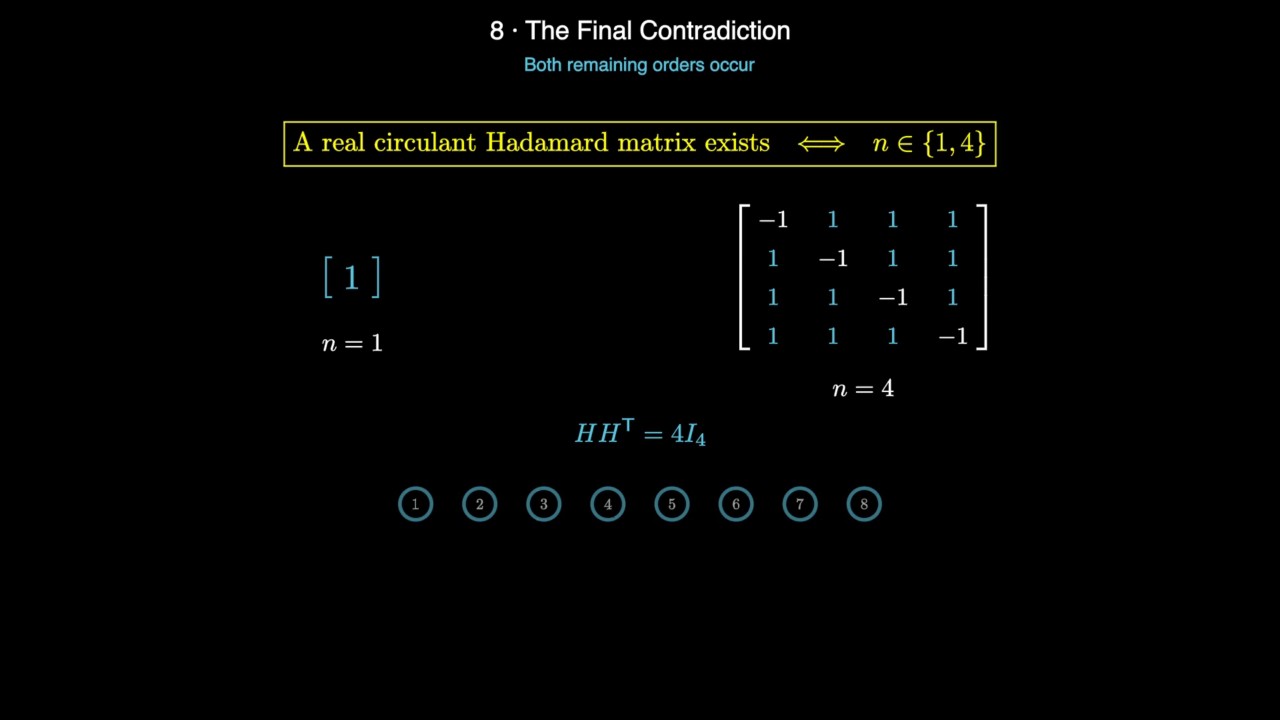 8 · The Final Contradiction
Both remaining orders occur
A real circulant Hadamard matrix exists ⟺ n ∈ {1, 4}
[ 1 ]
n = 1
−1 1 1 1
1 −1 1 1
1 1 −1 1
1 1 1 −1
n = 4
HHᵀ = 4I₄
1 2 3 4 5 6 7 8